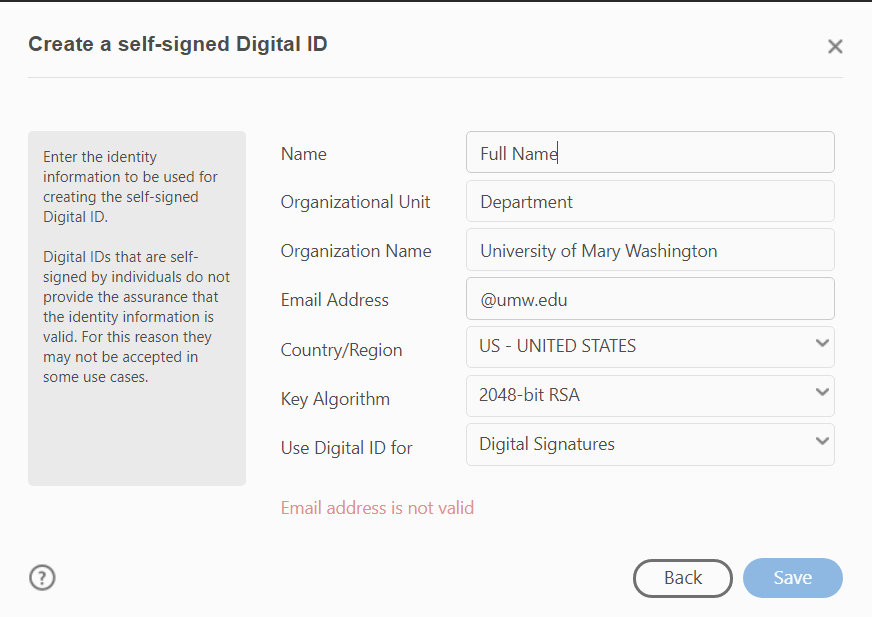 Create a self-signed Digital ID
Enter the identity
information to be used for
creating the self-signed
Digital ID.
Digital IDs that are self-
signed by individuals do not
provide the assurance that
the identity information is
valid. For this reason they
may not be accepted in
some use cases.
Name Full Name
Organizational Unit Department
Organization Name University of Mary Washington
Email Address @umw.edu
Country/Region US - UNITED STATES
Key Algorithm 2048-bit RSA
Use Digital ID for Digital Signatures
Email address is not valid
? Back Save